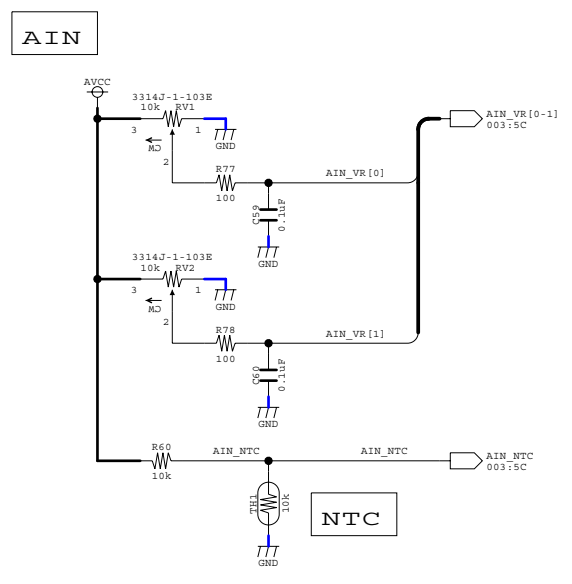 AIN
AVCC
3314J-1-103E
10k RV1
3 1
CW
2
GND
AIN_VR[0-1]
003:5C
R77
100
AIN_VR[0]
C59
0.1uF
GND
3314J-1-103E
10k RV2
3 1
CW
2
GND
R78
100
AIN_VR[1]
C60
0.1uF
GND
R60
10k
AIN_NTC
AIN_NTC
AIN_NTC
003:5C
TH1
10k
NTC
GND